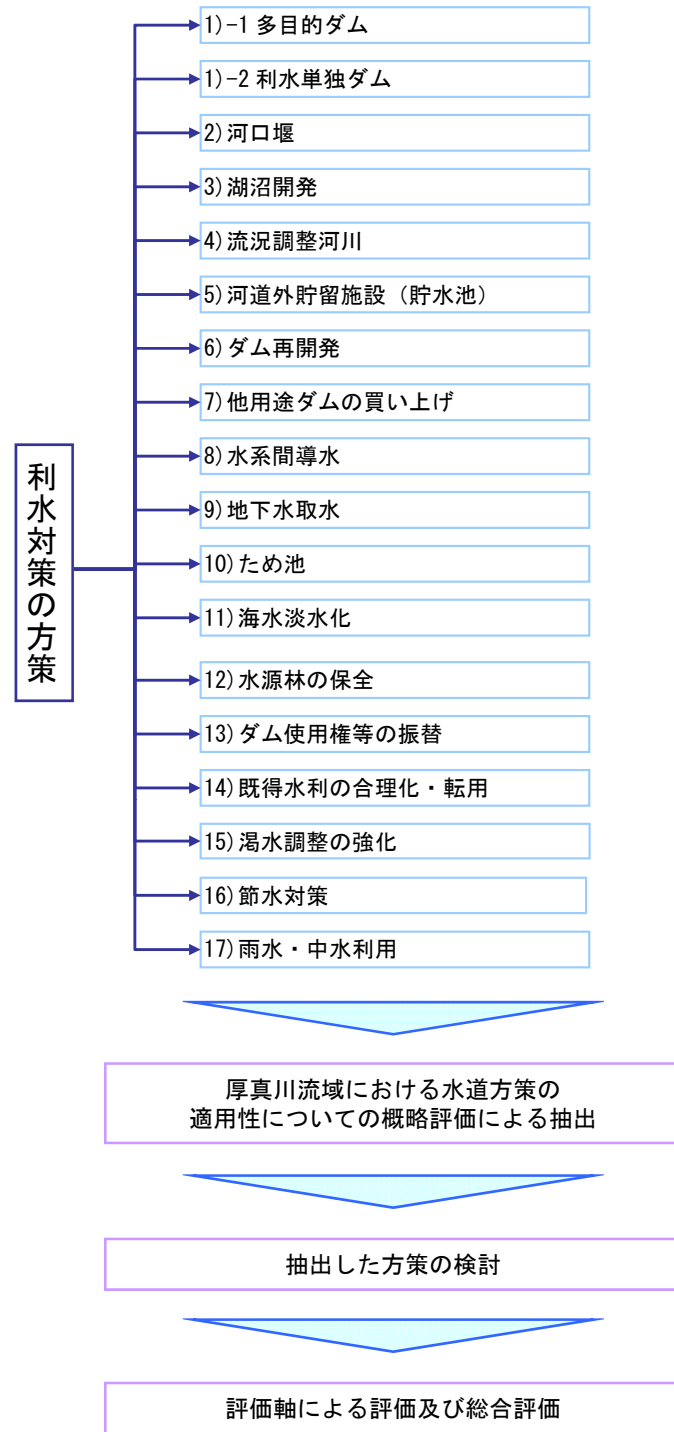 利水対策の方策
1)-1 多目的ダム
1)-2 利水単独ダム
2)河口堰
3)湖沼開発
4)流況調整河川
5)河道外貯留施設（貯水池）
6)ダム再開発
7)他用途ダムの買い上げ
8)水系間導水
9)地下水取水
10)ため池
11)海水淡水化
12)水源林の保全
13)ダム使用権等の振替
14)既得水利の合理化・転用
15)渇水調整の強化
16)節水対策
17)雨水・中水利用
厚真川流域における水道方策の
適用性についての概略評価による抽出
抽出した方策の検討
評価軸による評価及び総合評価